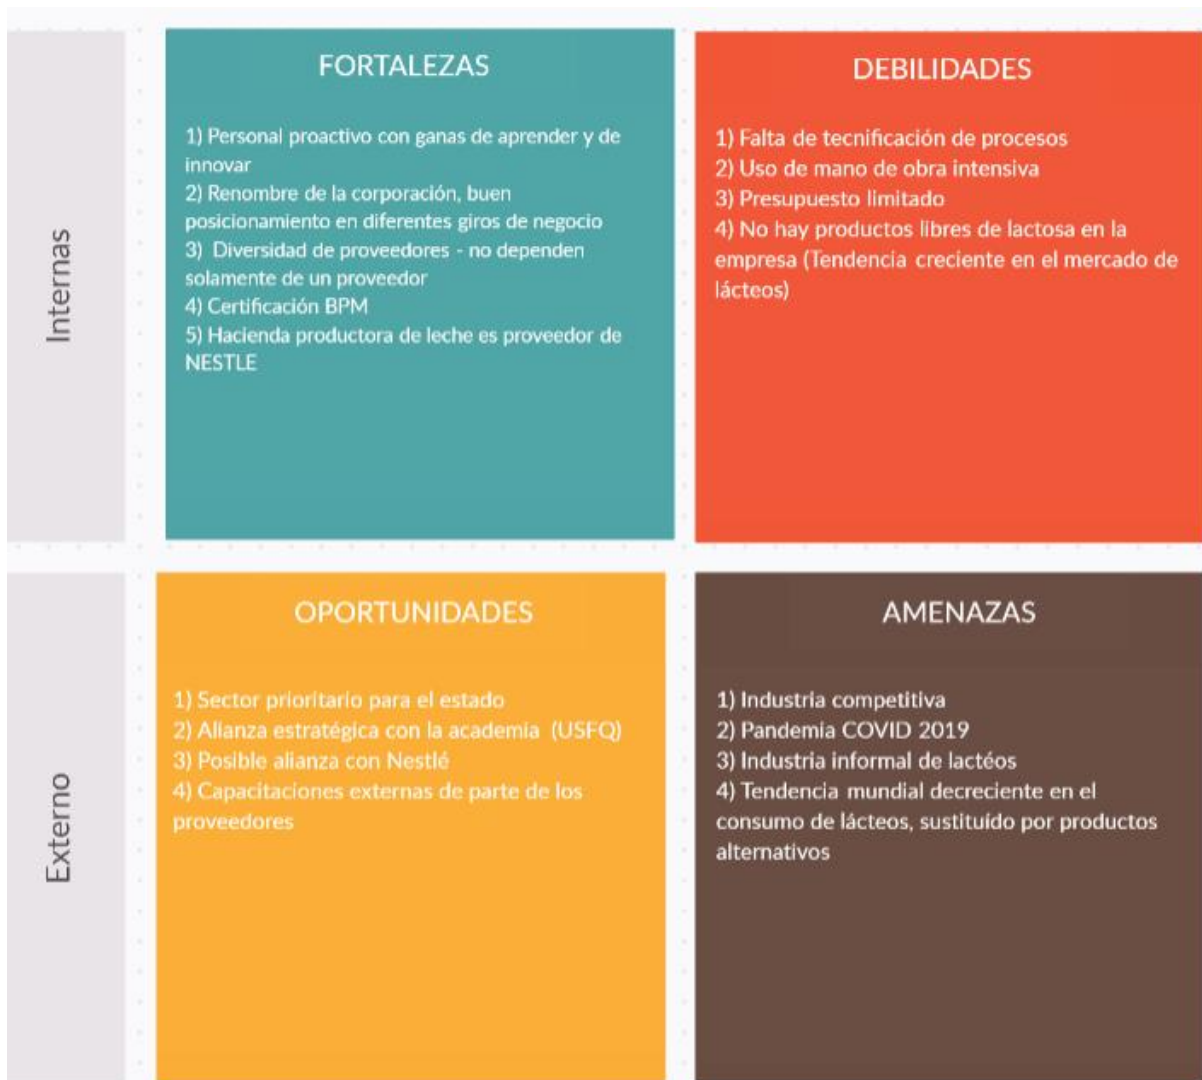 Internas
FORTALEZAS
1) Personal proactivo con ganas de aprender y de
innovar
2) Renombre de la corporación, buen
posicionamiento en diferentes giros de negocio
3)  Diversidad de proveedores - no dependen
solamente de un proveedor
4) Certificación BPM
5) Hacienda productora de leche es proveedor de
NESTLE
DEBILIDADES
1) Falta de tecnificación de procesos
2) Uso de mano de obra intensiva
3) Presupuesto limitado
4) No hay productos libres de lactosa en la
empresa (Tendencia creciente en el mercado de
lácteos)
Externo
OPORTUNIDADES
1) Sector prioritario para el estado
2) Alianza estratégica con la academia  (USFQ)
3) Posible alianza con Nestlé
4) Capacitaciones externas de parte de los
proveedores
AMENAZAS
1) Industria competitiva
2) Pandemia COVID 2019
3) Industria informal de lactéos
4) Tendencia mundial decreciente en el
consumo de lácteos, sustituído por productos
alternativos